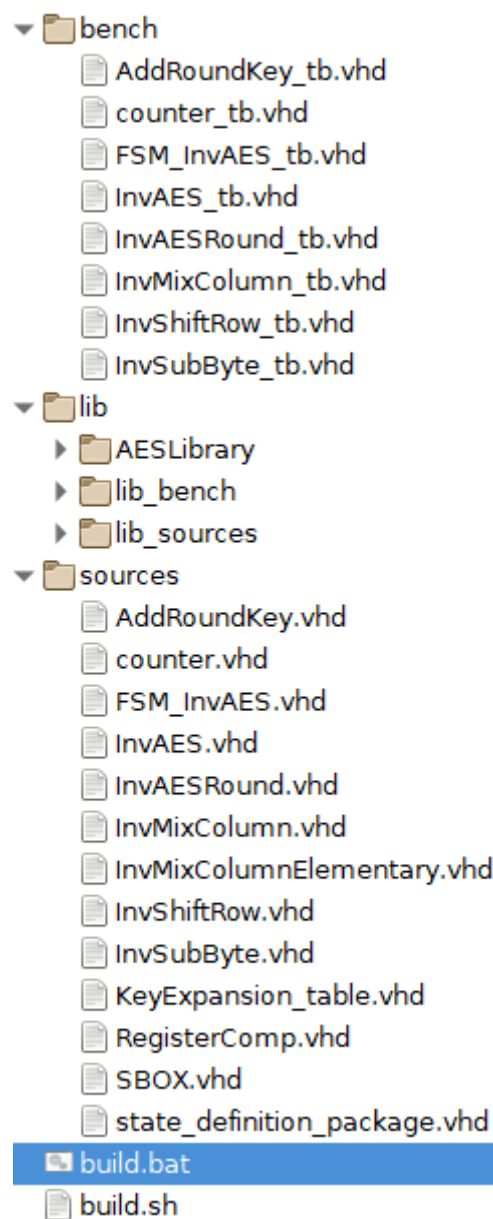 bench
AddRoundKey_tb.vhd
counter_tb.vhd
FSM_InvAES_tb.vhd
InvAES_tb.vhd
InvAESRound_tb.vhd
InvMixColumn_tb.vhd
InvShiftRow_tb.vhd
InvSubByte_tb.vhd
lib
AESLibrary
lib_bench
lib_sources
sources
AddRoundKey.vhd
counter.vhd
FSM_InvAES.vhd
InvAES.vhd
InvAESRound.vhd
InvMixColumn.vhd
InvMixColumnElementary.vhd
InvShiftRow.vhd
InvSubByte.vhd
KeyExpansion_table.vhd
RegisterComp.vhd
SBOX.vhd
state_definition_package.vhd
build.bat
build.sh